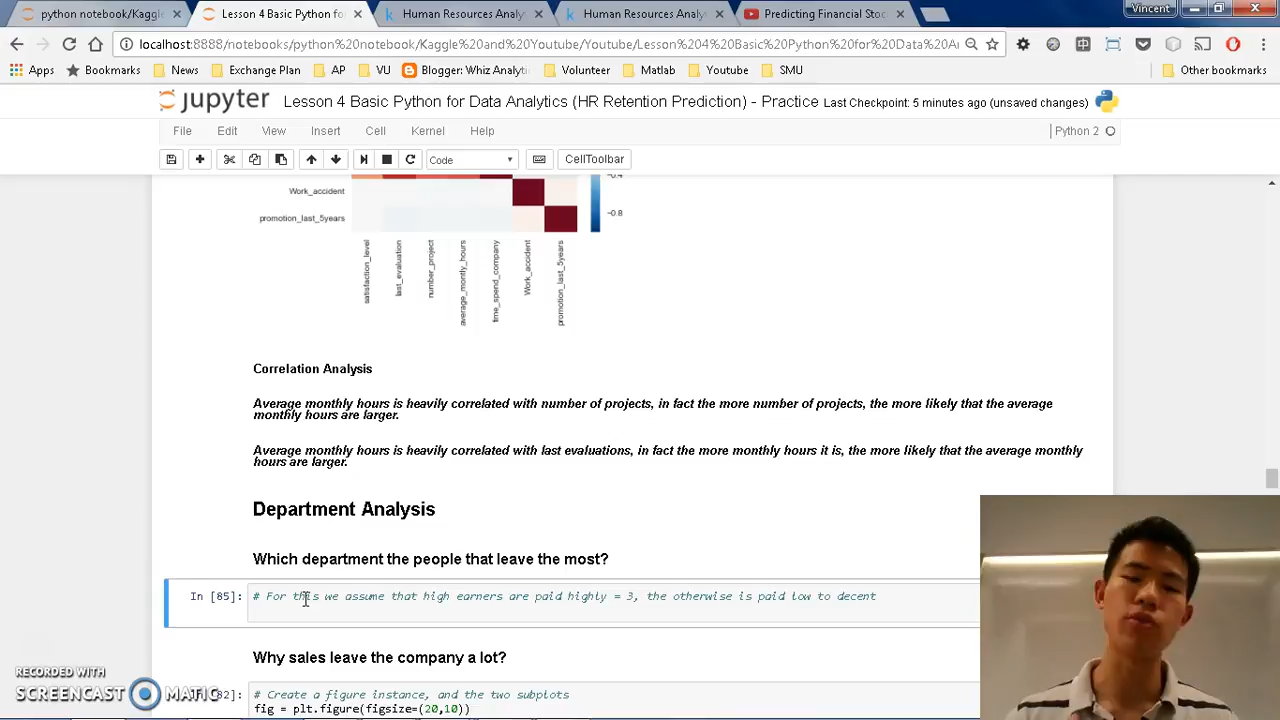 python notebook/Kaggle
Lesson 4 Basic Python for
Human Resources Analyti
Human Resources Analy
Predicting Financial S
Vincent
localhost:8888/notebooks/python%20notebook/Kaggle%20and%20Youtube/Youtube/Lesson%204%20Basic%20Python%20for%20Data%20A
Apps
Bookmarks
News
Exchange Plan
AP
VU
Blogger: Whiz Analytic
Volunteer
Matlab
Youtube
SMU
Other bookmarks
jupyter
Lesson 4 Basic Python for Data Analytics (HR Retention Prediction) - Practice Last Checkpoint: 5 minutes ago (unsaved changes)
File Edit View Insert Cell Kernel Help
Python 2
Code
CellToolbar
−0.4
Work_accident
−0.8
promotion_last_5years
satisfaction_level
last_evaluation
number_project
average_montly_hours
time_spend_company
Work_accident
promotion_last_5years
Correlation Analysis
Average monthly hours is heavily correlated with number of projects, in fact the more number of projects, the more likely that the average
monthly hours are larger.
Average monthly hours is heavily correlated with last evaluations, in fact the more monthly hours it is, the more likely that the average monthly
hours are larger.
Department Analysis
Which department the people that leave the most?
In [85]:
# For this we assume that high earners are paid highly = 3, the otherwise is paid low to decent
Why sales leave the company a lot?
RECORDED WITH
SCREENCAST MATIC
In [82]:
# Create a figure instance, and the two subplots
fig = plt.figure(figsize=(20,10))